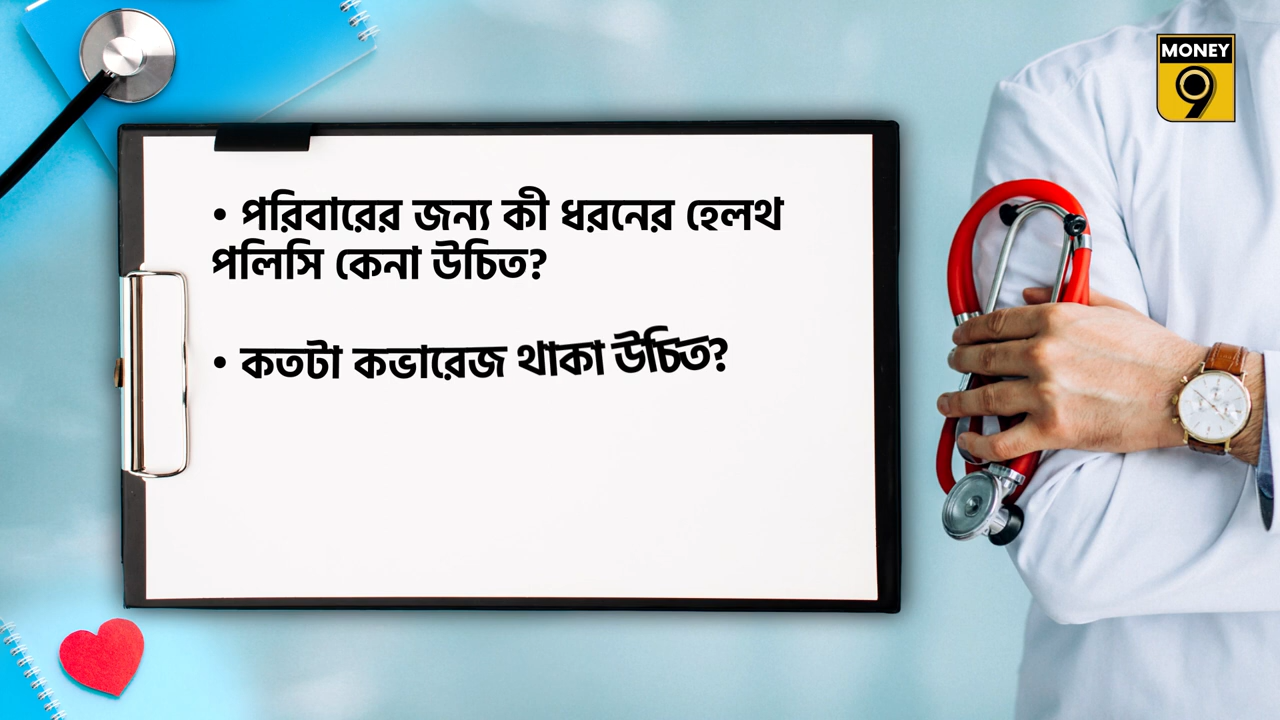 MONEY
9
• পরিবারের জন্য কী ধরনের হেলথ
পলিসি কেনা উচিত?
• কতটা কভারেজ থাকা উচিত?